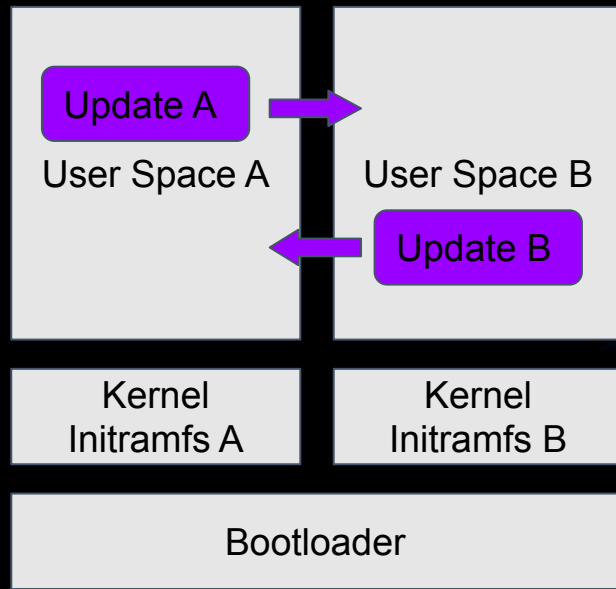 Update A
User Space A
User Space B
Update B
Kernel
Initramfs A
Kernel
Initramfs B
Bootloader